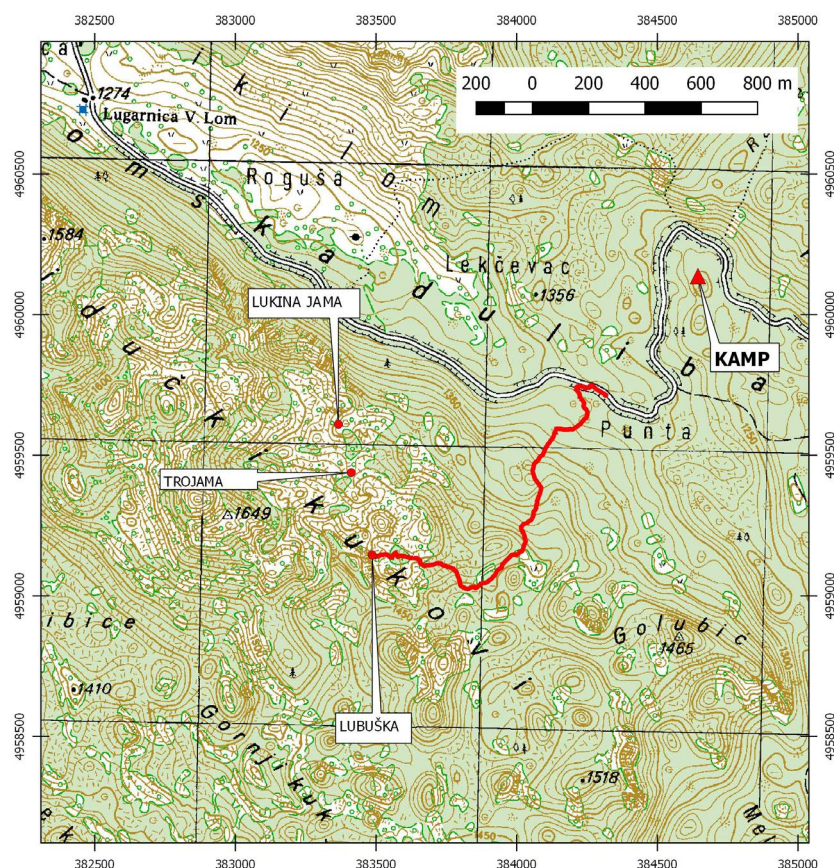 382500 383000 383500 384000 384500 385000
200 0 200 400 600 800 m
1274
Lugarnica V. Lom
4960500
4960500
Roguša
1584
Lekčevac
1356
LUKINA JAMA
4960000
4960000
KAMP
Punta
4959500
4959500
TROJAMA
1649
4959000
4959000
Golubic
1465
1410
LUBUŠKA
Gornji kuk
4958500
4958500
1518
1450
382500 383000 383500 384000 384500 385000